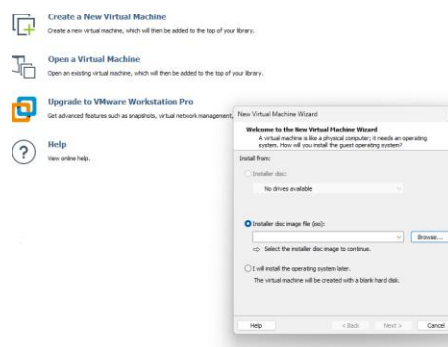 Create a New Virtual Machine
Create a new virtual machine, which will then be added to the top of your library.
Open a Virtual Machine
Open an existing virtual machine, which will then be added to the top of your library.
Upgrade to VMware Workstation Pro
Get advanced features such as snapshots, virtual network management,
Help
View online help.
New Virtual Machine Wizard
Welcome to the New Virtual Machine Wizard
A virtual machine is like a physical computer; it needs an operating
system. How will you install the guest operating system?
Install from:
Installer disc:
No drives available
Installer disc image file (iso):
Browse...
Select the installer disc image to continue.
I will install the operating system later.
The virtual machine will be created with a blank hard disk.
Help
< Back
Next >
Cancel